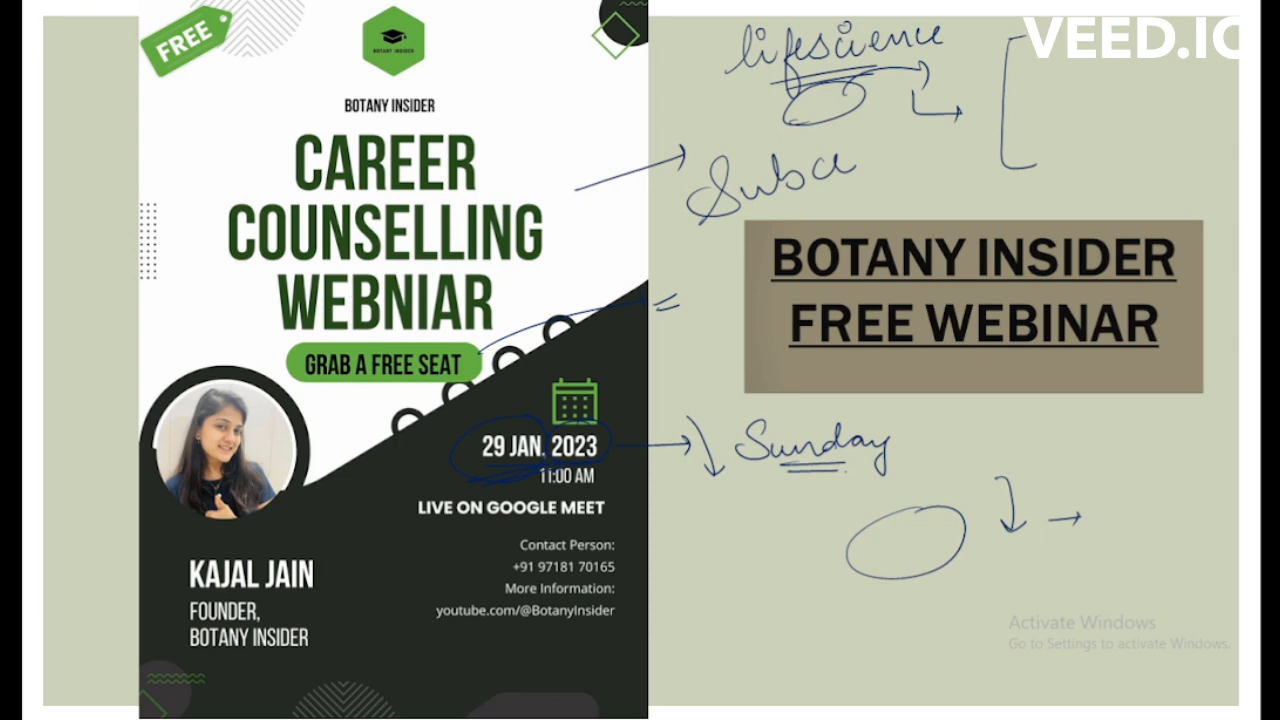 FREE
BOTANY INSIDER
BOTANY INSIDER
CAREER
COUNSELLING
WEBNIAR
GRAB A FREE SEAT
29 JAN, 2023
11:00 AM
LIVE ON GOOGLE MEET
Contact Person:
+91 97181 70165
More Information:
youtube.com/@BotanyInsider
KAJAL JAIN
FOUNDER,
BOTANY INSIDER
VEED.IO
lifescience
BOTANY INSIDER
FREE WEBINAR
Sunday
Activate Windows
Go to Settings to activate Windows.